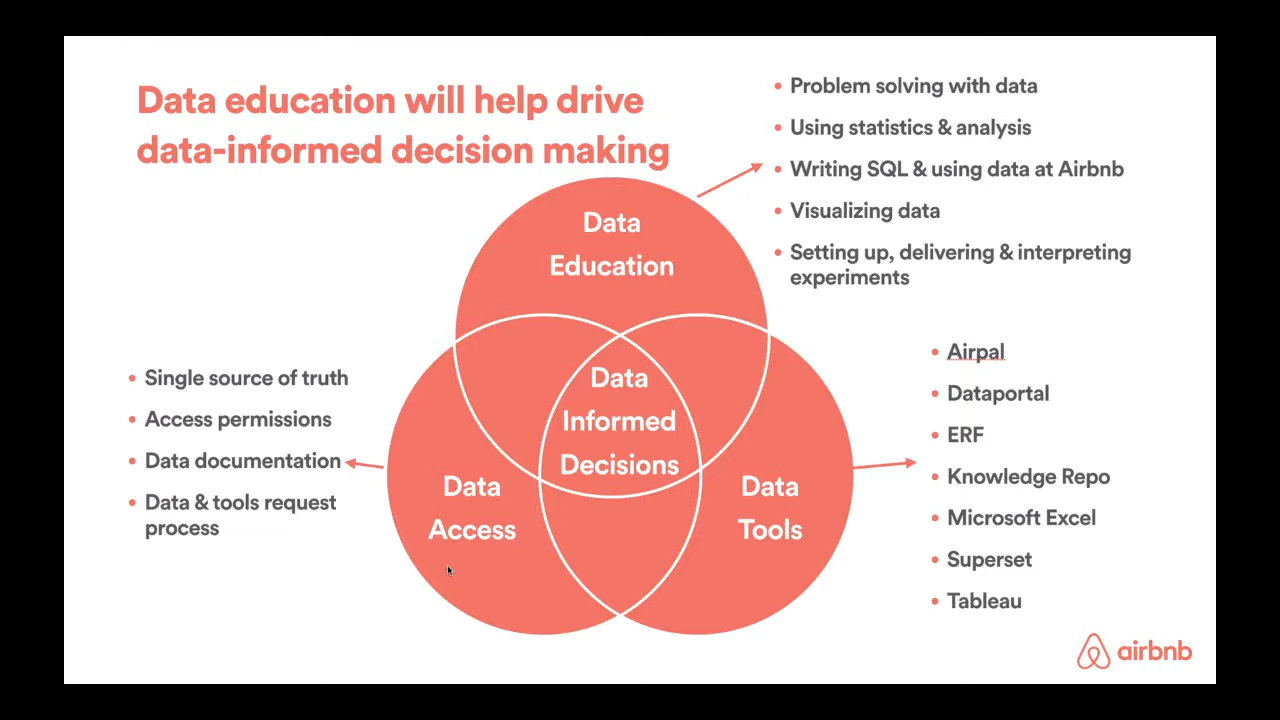 Data education will help drive
data-informed decision making
Problem solving with data
Using statistics & analysis
Writing SQL & using data at Airbnb
Visualizing data
Setting up, delivering & interpreting
experiments
Data
Education
Data
Informed
Decisions
Data
Access
Data
Tools
Single source of truth
Access permissions
Data documentation
Data & tools request
process
Airpal
Dataportal
ERF
Knowledge Repo
Microsoft Excel
Superset
Tableau
airbnb